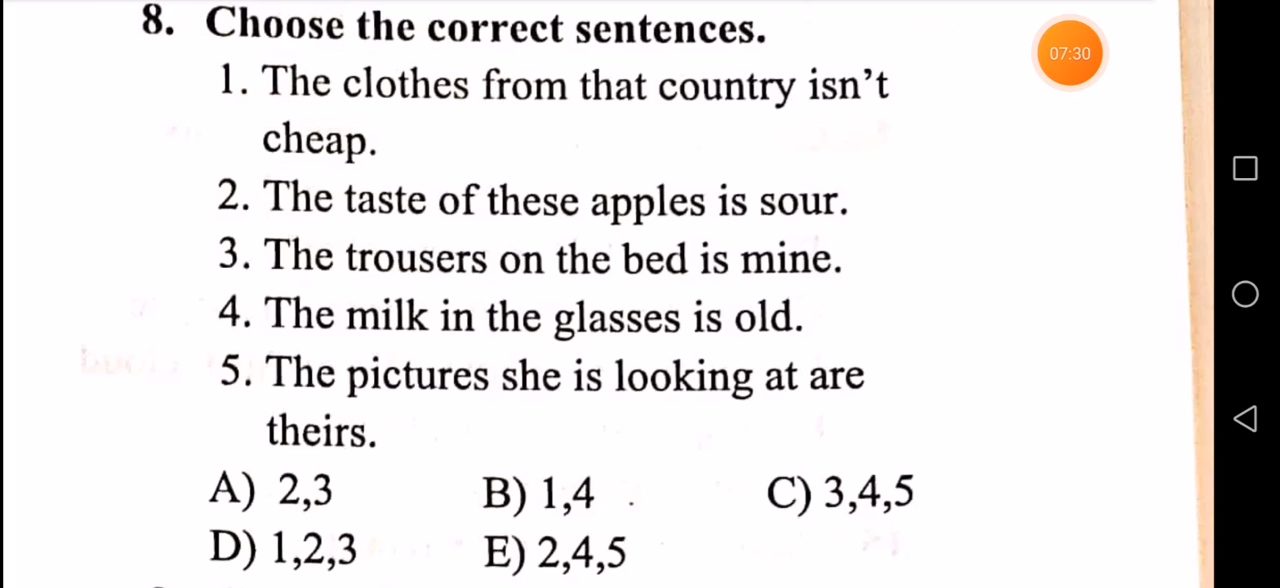 8. Choose the correct sentences.
07:30
1. The clothes from that country isn't
cheap.
2. The taste of these apples is sour.
3. The trousers on the bed is mine.
4. The milk in the glasses is old.
5. The pictures she is looking at are
theirs.
A) 2,3 B) 1,4 C) 3,4,5
D) 1,2,3 E) 2,4,5